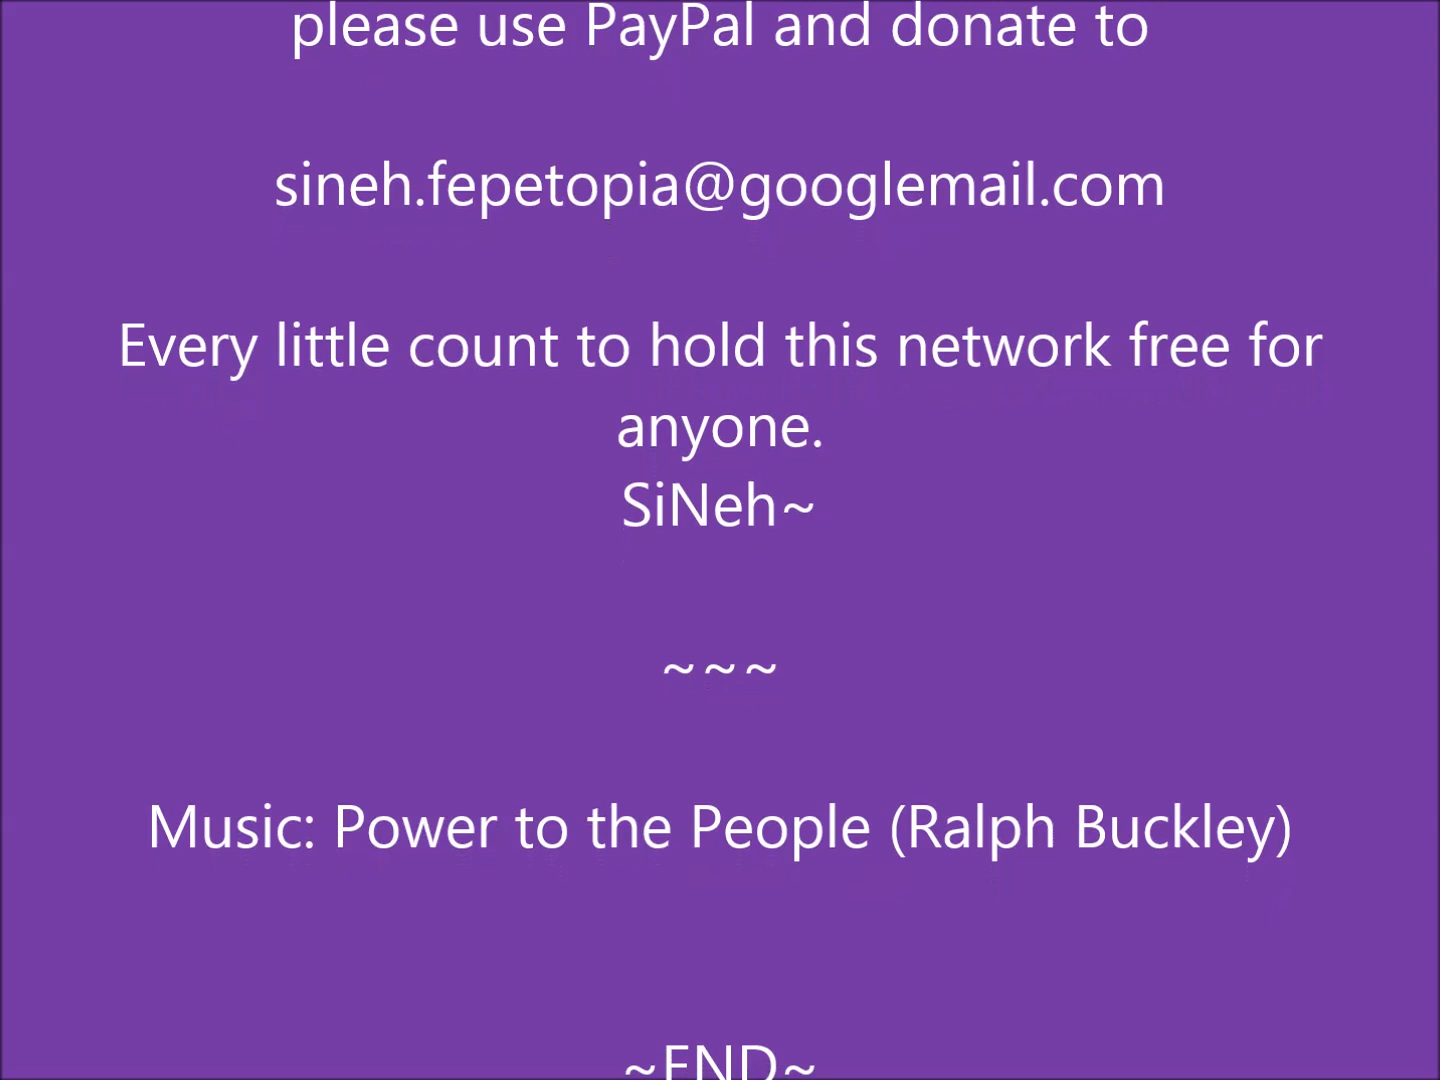 please use PayPal and donate to
sineh.fepetopia@googlemail.com
Every little count to hold this network free for
anyone.
SiNeh~
~~~
Music: Power to the People (Ralph Buckley)
~END~